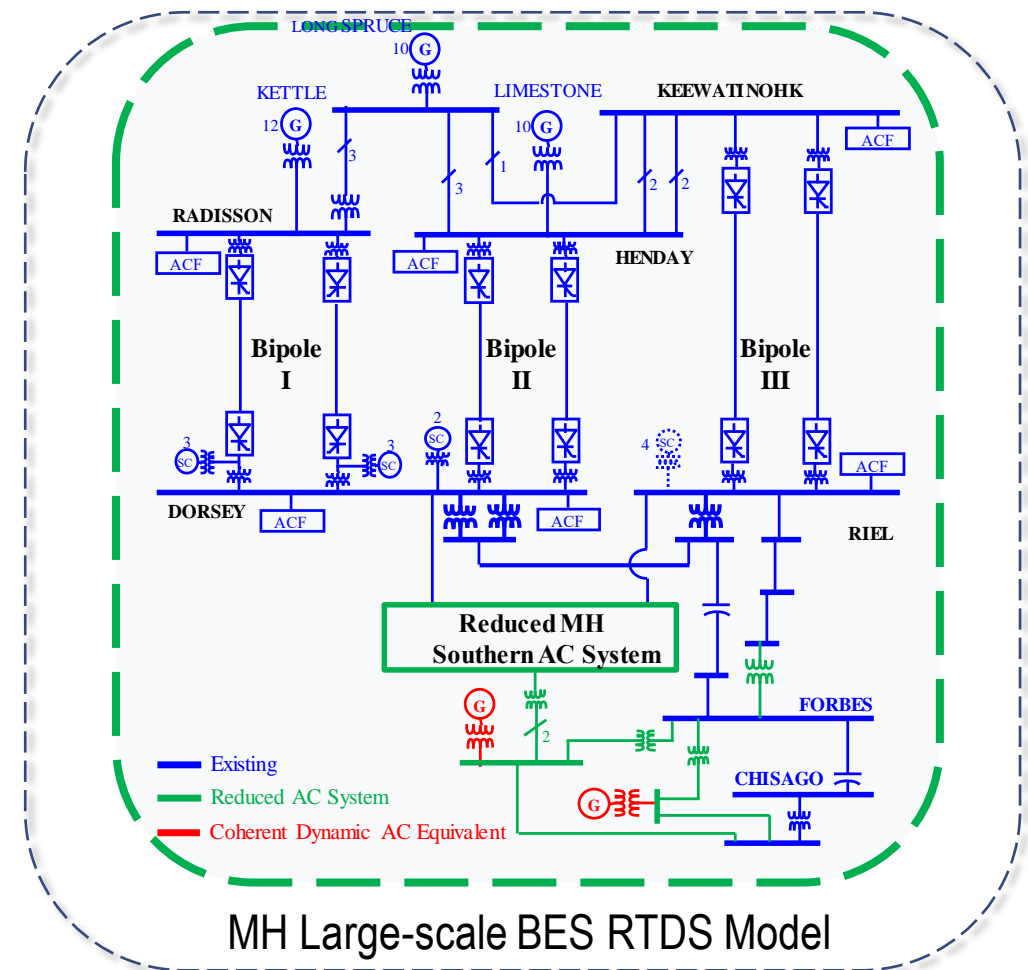 LONG SPRUCE
10 G
KETTLE
LIMESTONE
KEEWATINOHK
12 G
10 G
ACF
3
3
1
2
2
RADISSON
ACF
ACF
HENDAY
Bipole
I
Bipole
II
Bipole
III
3
SC
3
SC
2
SC
4
SC
ACF
DORSEY
ACF
ACF
RIEL
Reduced MH
Southern AC System
G
2
FORBES
Existing
Reduced AC System
Coherent Dynamic AC Equivalent
G
CHISAGO
MH Large-scale BES RTDS Model